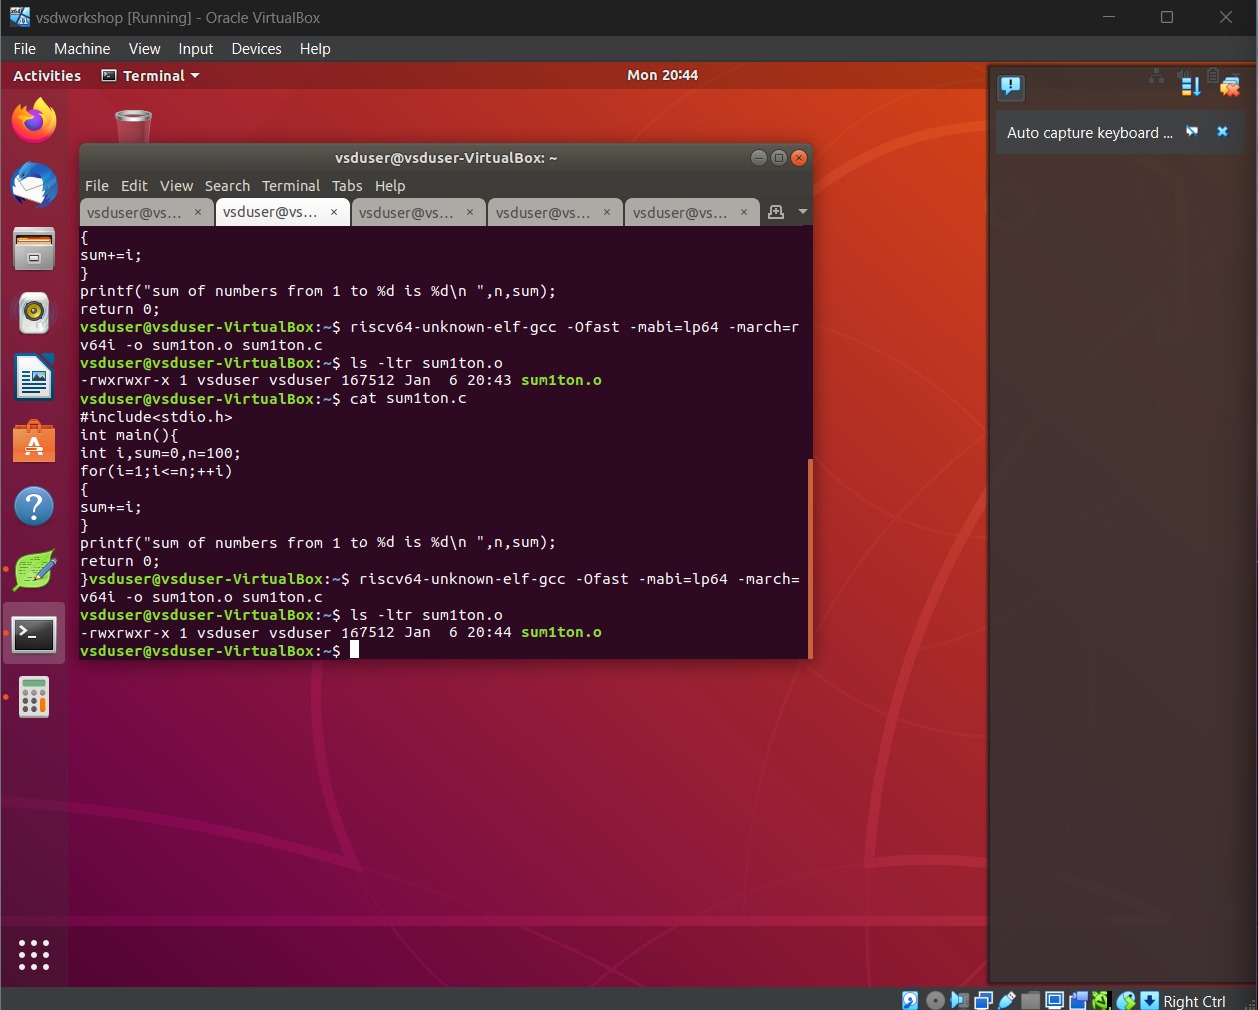 vsdworkshop [Running] - Oracle VirtualBox
File Machine View Input Devices Help
Activities Terminal Mon 20:44
Auto capture keyboard ...
vsduser@vsduser-VirtualBox: ~
File Edit View Search Terminal Tabs Help
vsduser@vs... vsduser@vs... vsduser@vs... vsduser@vs... vsduser@vs...
{
sum+=i;
}
printf("sum of numbers from 1 to %d is %d\n ",n,sum);
return 0;
vsduser@vsduser-VirtualBox:~$ riscv64-unknown-elf-gcc -Ofast -mabi=lp64 -march=r
v64i -o sum1ton.o sum1ton.c
vsduser@vsduser-VirtualBox:~$ ls -ltr sum1ton.o
-rwxrwxr-x 1 vsduser vsduser 167512 Jan  6 20:43 sum1ton.o
vsduser@vsduser-VirtualBox:~$ cat sum1ton.c
#include<stdio.h>
int main(){
int i,sum=0,n=100;
for(i=1;i<=n;++i)
{
sum+=i;
}
printf("sum of numbers from 1 to %d is %d\n ",n,sum);
return 0;
}vsduser@vsduser-VirtualBox:~$ riscv64-unknown-elf-gcc -Ofast -mabi=lp64 -march=
v64i -o sum1ton.o sum1ton.c
vsduser@vsduser-VirtualBox:~$ ls -ltr sum1ton.o
-rwxrwxr-x 1 vsduser vsduser 167512 Jan  6 20:44 sum1ton.o
vsduser@vsduser-VirtualBox:~$
Right Ctrl